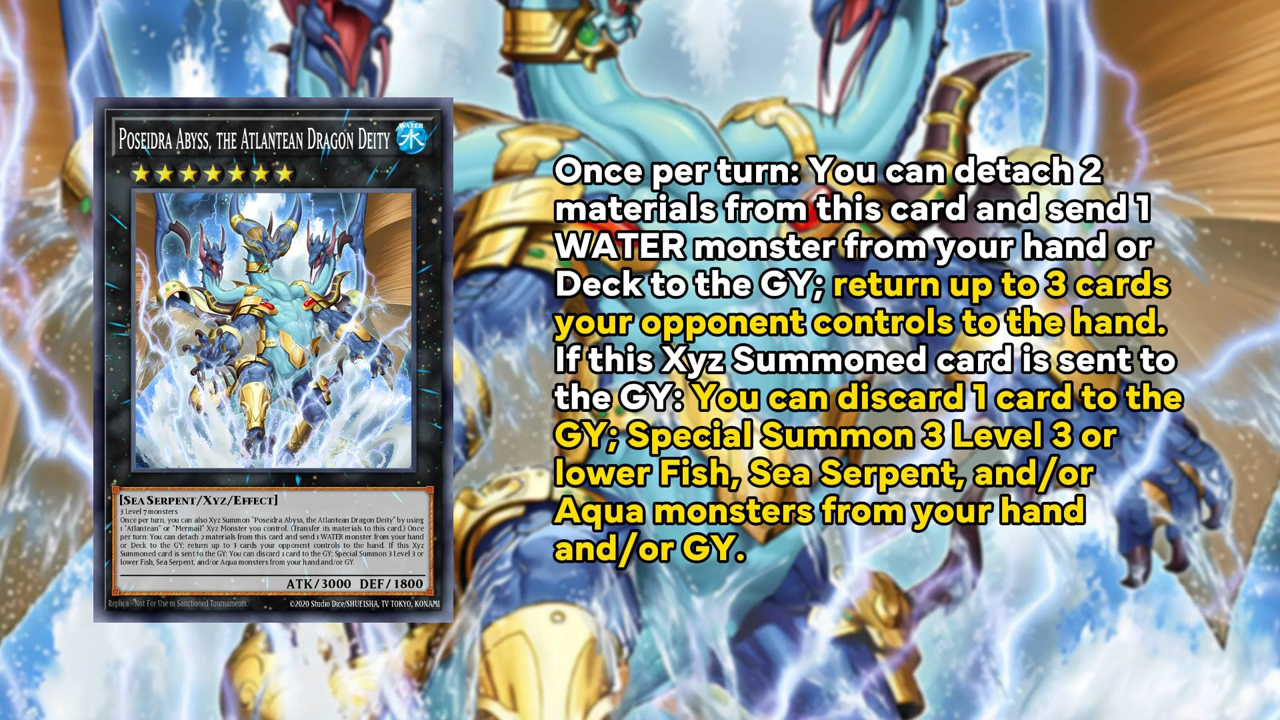 POSEIDRA ABYSS, THE ATLANTEAN DRAGON DEITY
WATER
水
[SEA SERPENT/XYZ/EFFECT]
3 Level 7 monsters
Once per turn, you can also Xyz Summon "Poseidra Abyss, the Atlantean Dragon Deity" by using
1 "Atlantean" or "Mermail" Xyz Monster you control. (Transfer its materials to this card.) Once
per turn: You can detach 2 materials from this card and send 1 WATER monster from your hand
or Deck to the GY; return up to 3 cards your opponent controls to the hand. If this Xyz
Summoned card is sent to the GY: You can discard 1 card to the GY; Special Summon 3 Level 3 or
lower Fish, Sea Serpent, and/or Aqua monsters from your hand and/or GY.
ATK/3000 DEF/1800
Replica - Not For Use in Sanctioned Tournaments
©2020 Studio Dice/SHUEISHA, TV TOKYO, KONAMI
Once per turn: You can detach 2
materials from this card and send 1
WATER monster from your hand or
Deck to the GY; return up to 3 cards
your opponent controls to the hand.
If this Xyz Summoned card is sent to
the GY: You can discard 1 card to the
GY; Special Summon 3 Level 3 or
lower Fish, Sea Serpent, and/or
Aqua monsters from your hand
and/or GY.